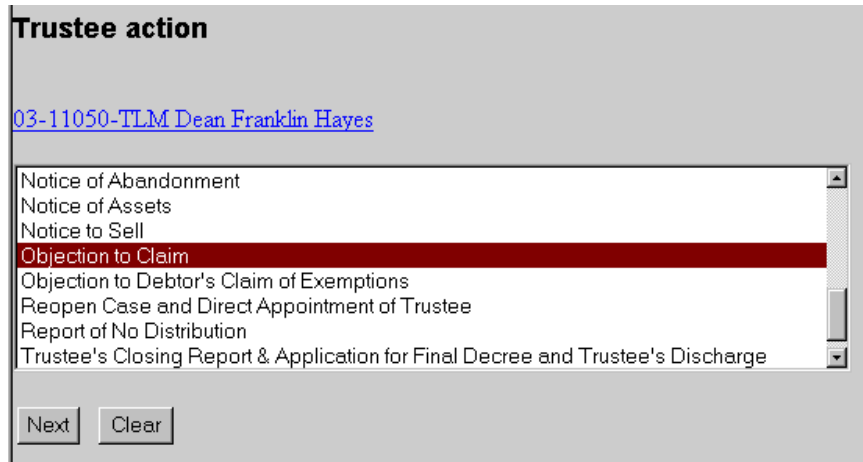 Trustee action
03-11050-TLM Dean Franklin Hayes
Notice of Abandonment
Notice of Assets
Notice to Sell
Objection to Claim
Objection to Debtor's Claim of Exemptions
Reopen Case and Direct Appointment of Trustee
Report of No Distribution
Trustee's Closing Report & Application for Final Decree and Trustee's Discharge
Next Clear